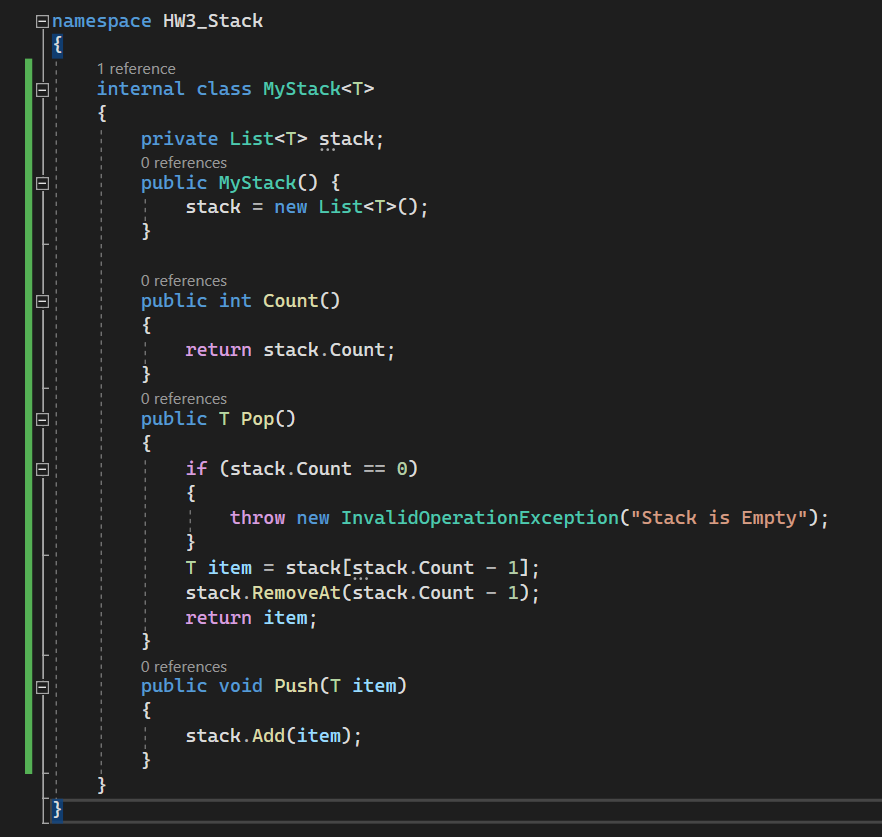 namespace HW3_Stack
{
1 reference
internal class MyStack<T>
{
private List<T> stack;
0 references
public MyStack() {
stack = new List<T>();
}
0 references
public int Count()
{
return stack.Count;
}
0 references
public T Pop()
{
if (stack.Count == 0)
{
throw new InvalidOperationException("Stack is Empty");
}
T item = stack[stack.Count - 1];
stack.RemoveAt(stack.Count - 1);
return item;
}
0 references
public void Push(T item)
{
stack.Add(item);
}
}
}